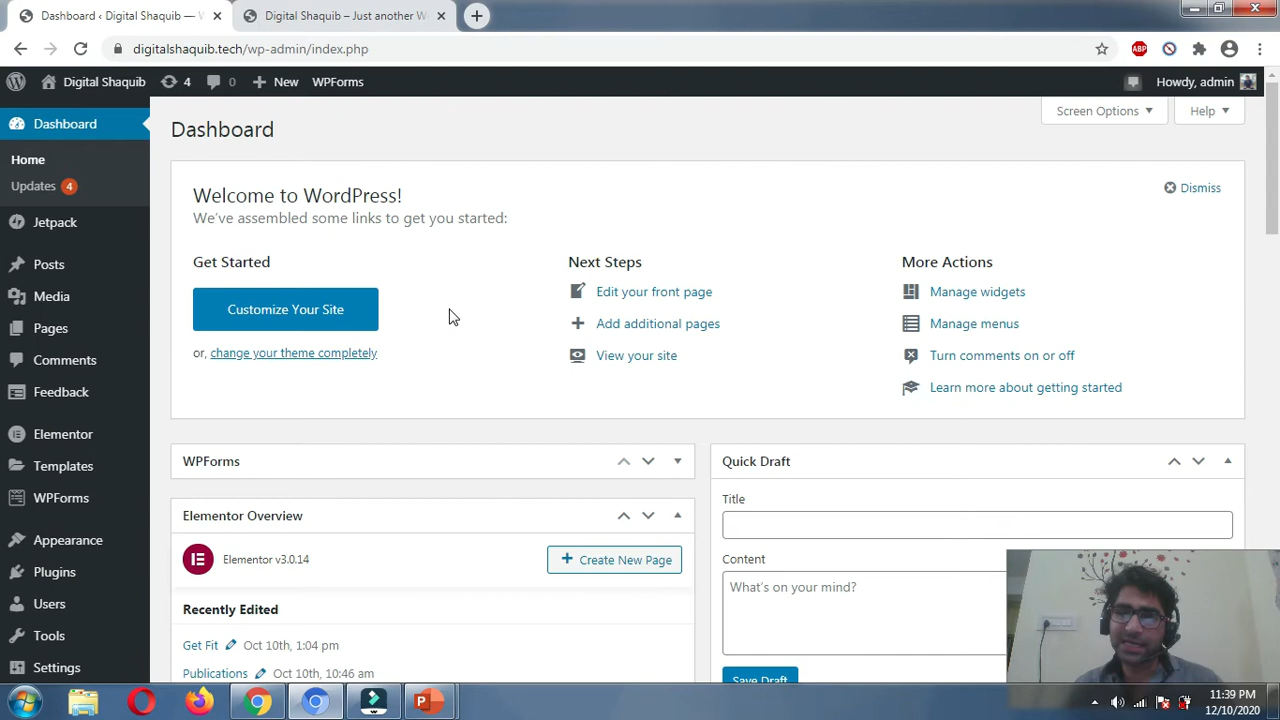 Dashboard ‹ Digital Shaquib — W
Digital Shaquib – Just another W
digitalshaquib.tech/wp-admin/index.php
ABP
Digital Shaquib
4
0
New
WPForms
Howdy, admin
Dashboard
Home
Updates 4
Jetpack
Posts
Media
Pages
Comments
Feedback
Elementor
Templates
WPForms
Appearance
Plugins
Users
Tools
Settings
Screen Options
Help
Dashboard
Welcome to WordPress!
We've assembled some links to get you started:
Dismiss
Get Started
Customize Your Site
or, change your theme completely
Next Steps
Edit your front page
Add additional pages
View your site
More Actions
Manage widgets
Manage menus
Turn comments on or off
Learn more about getting started
WPForms
Elementor Overview
Elementor v3.0.14
Create New Page
Recently Edited
Get Fit Oct 10th, 1:04 pm
Publications Oct 10th, 10:46 am
Quick Draft
Title
Content
What's on your mind?
Save Draft
11:39 PM
12/10/2020